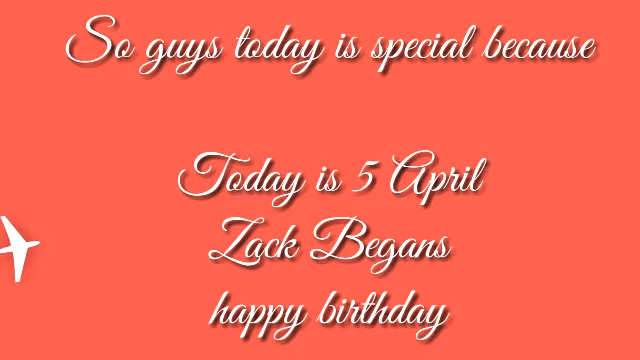 So guys today is special because
Today is 5 April
Zack Begans
happy birthday